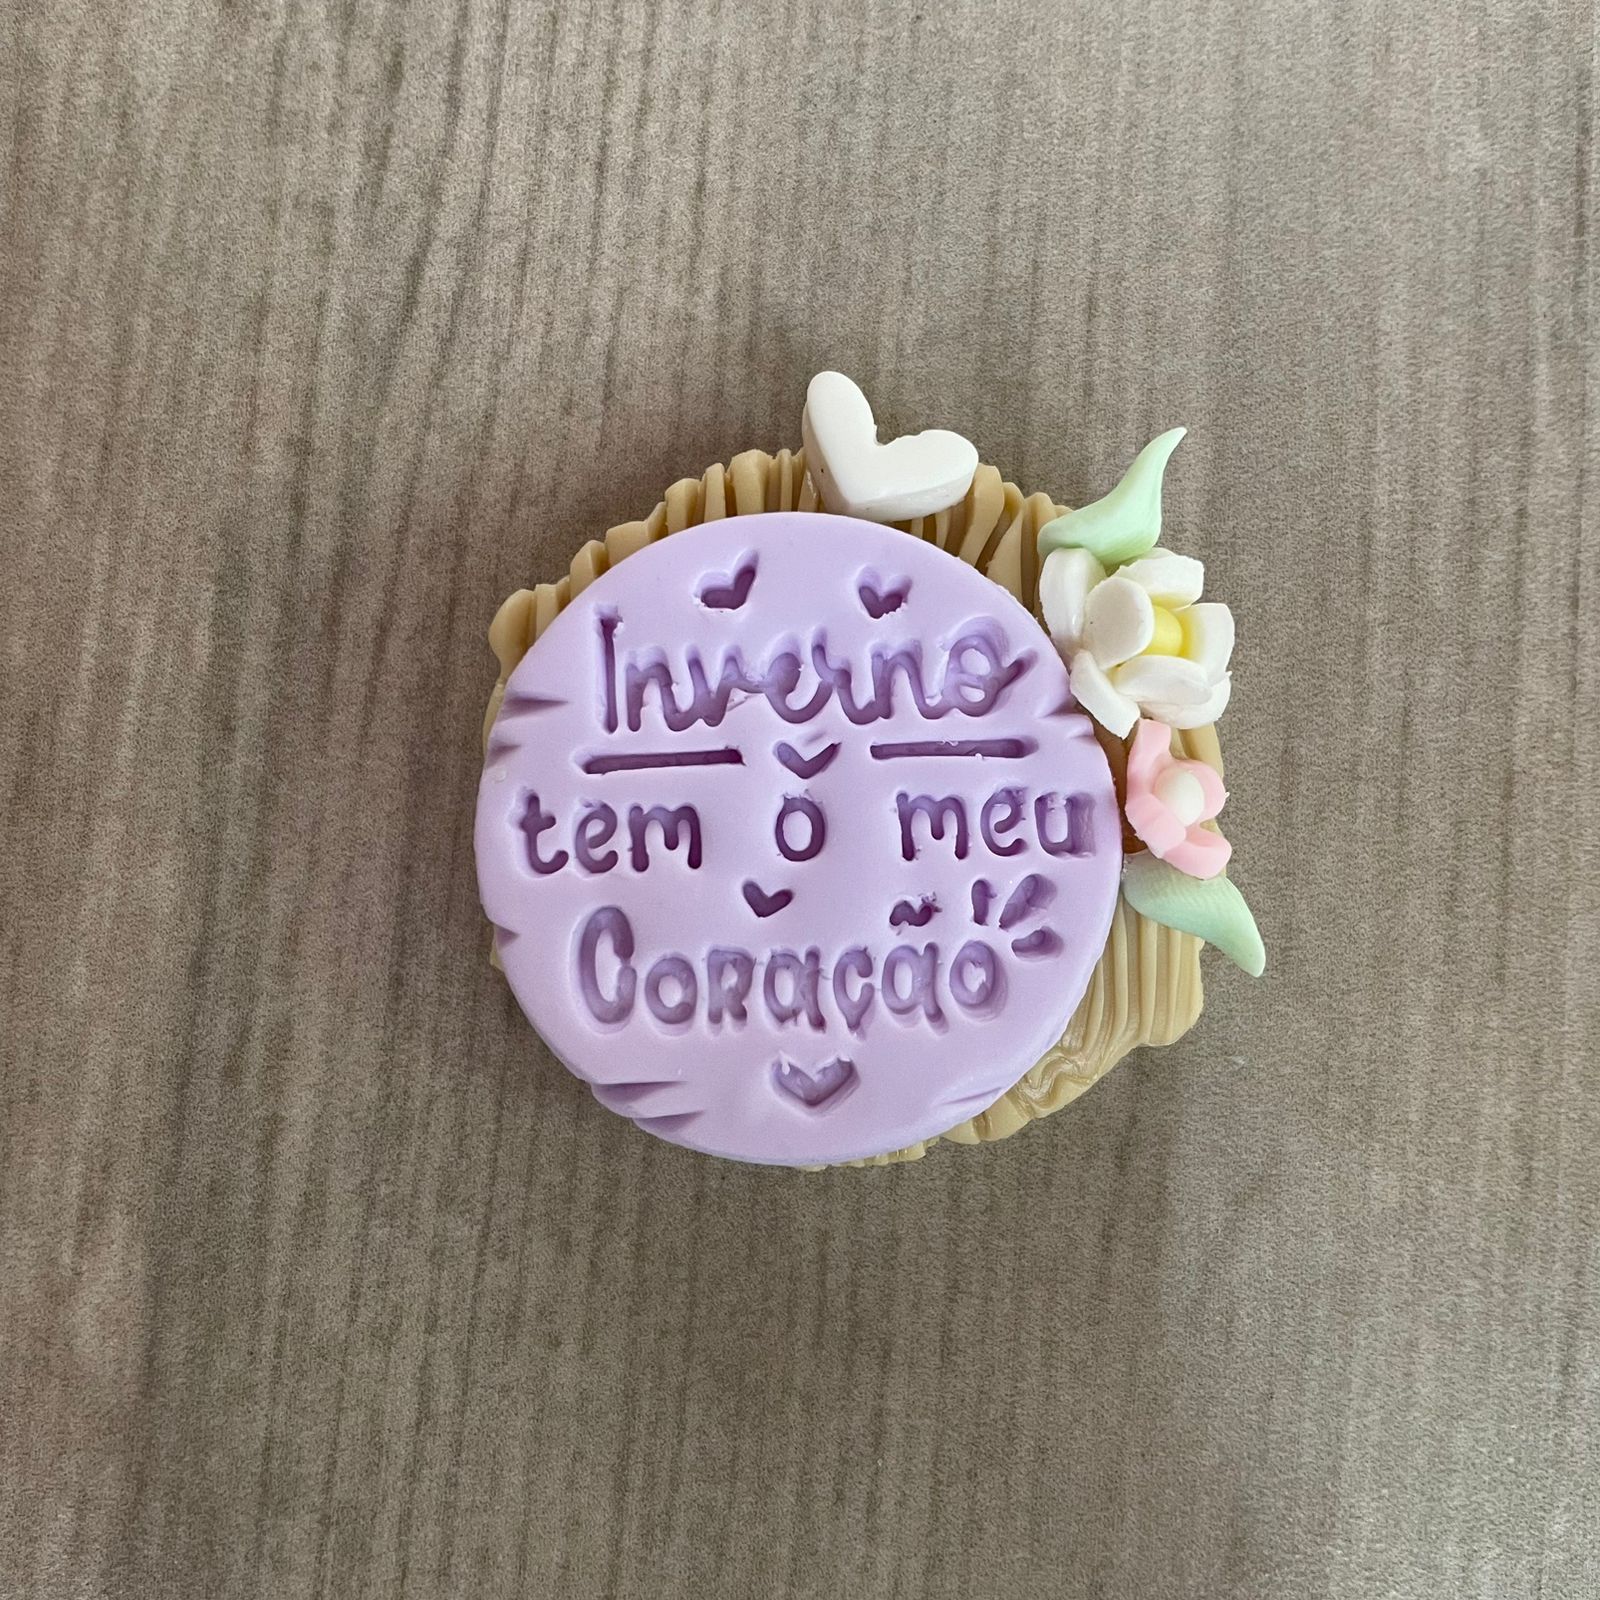 Inverno
tem o meu
Coração